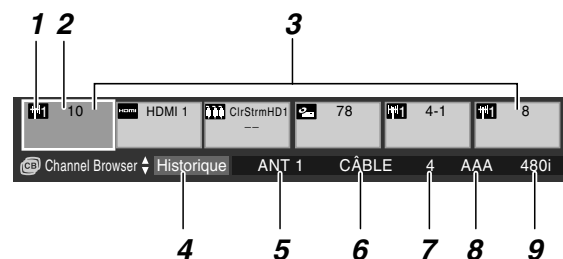 1 2 3
10 HDMI 1 ClrStrmHD1 78 4-1 8
--
CB Channel Browser Historique ANT 1 CÂBLE 4 AAA 480i
4 5 6 7 8 9